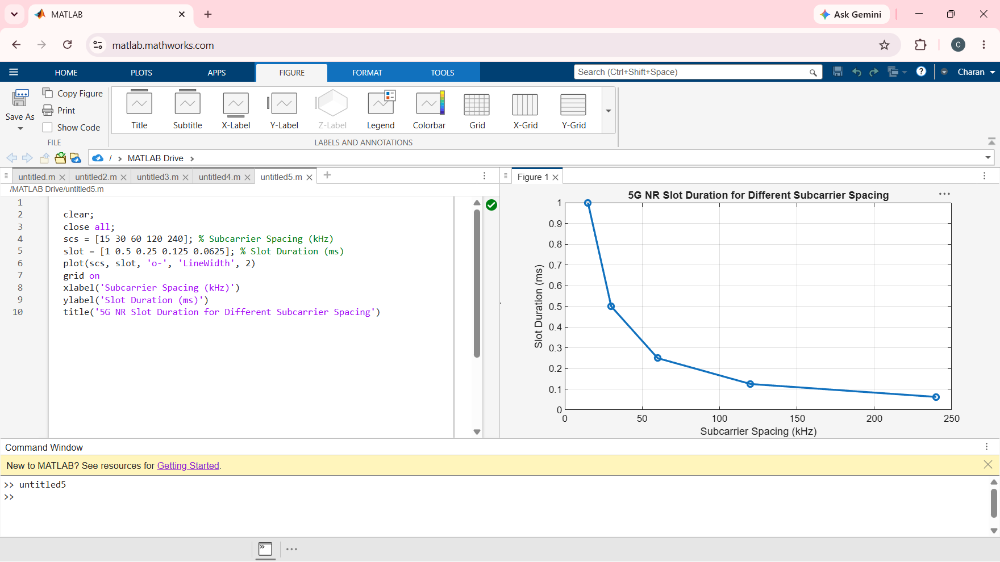 MATLAB
Ask Gemini
matlab.mathworks.com
C
HOME
PLOTS
APPS
FIGURE
FORMAT
TOOLS
Search (Ctrl+Shift+Space)
Charan
Save As
Copy Figure
Print
Show Code
FILE
Title
Subtitle
X-Label
Y-Label
Z-Label
Legend
Colorbar
Grid
X-Grid
Y-Grid
LABELS AND ANNOTATIONS
/ > MATLAB Drive >
untitled.m
untitled2.m
untitled3.m
untitled4.m
untitled5.m
/MATLAB Drive/untitled5.m
1
2 clear;
3 close all;
4 scs = [15 30 60 120 240]; % Subcarrier Spacing (kHz)
5 slot = [1 0.5 0.25 0.125 0.0625]; % Slot Duration (ms)
6 plot(scs, slot, 'o-', 'LineWidth', 2)
7 grid on
8 xlabel('Subcarrier Spacing (kHz)')
9 ylabel('Slot Duration (ms)')
10 title('5G NR Slot Duration for Different Subcarrier Spacing')
Figure 1
5G NR Slot Duration for Different Subcarrier Spacing
1
0.9
0.8
0.7
0.6
0.5
0.4
0.3
0.2
0.1
0
Slot Duration (ms)
0 50 100 150 200 250
Subcarrier Spacing (kHz)
Command Window
New to MATLAB? See resources for Getting Started.
>> untitled5
>>